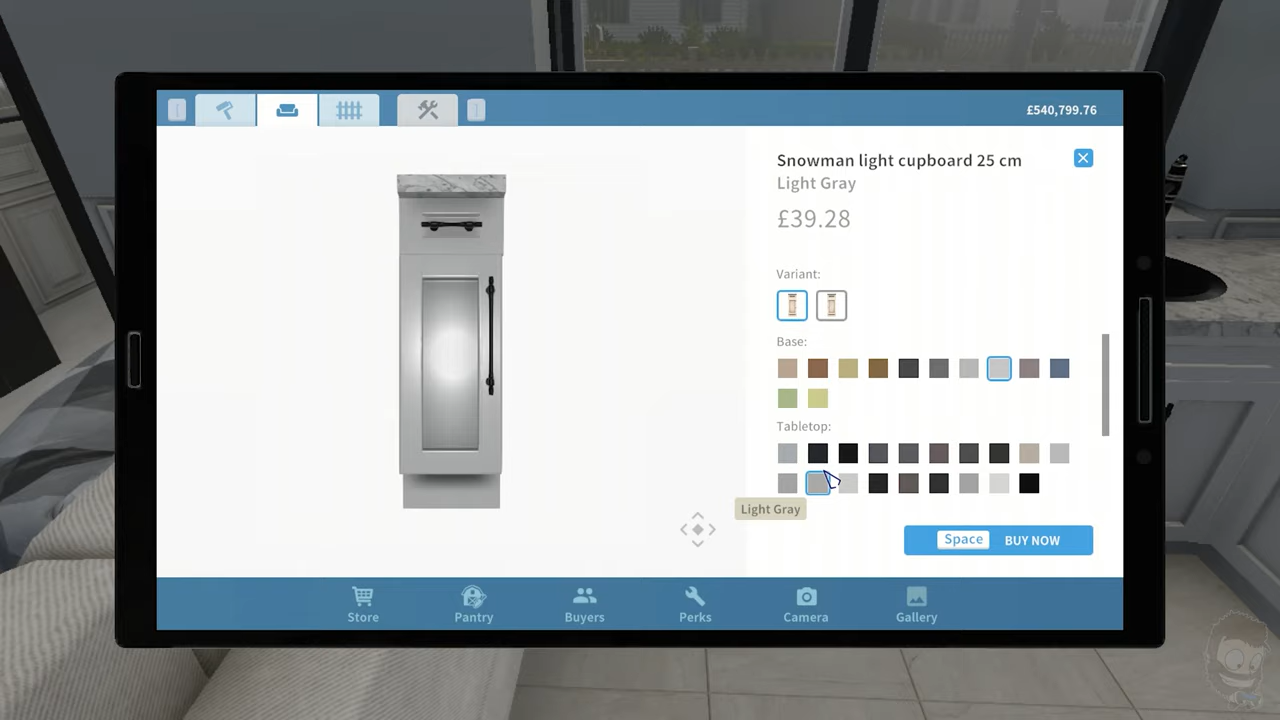 £540,799.76
Snowman light cupboard 25 cm
Light Gray
£39.28
Variant:
Base:
Tabletop:
Light Gray
Space BUY NOW
Store Pantry Buyers Perks Camera Gallery